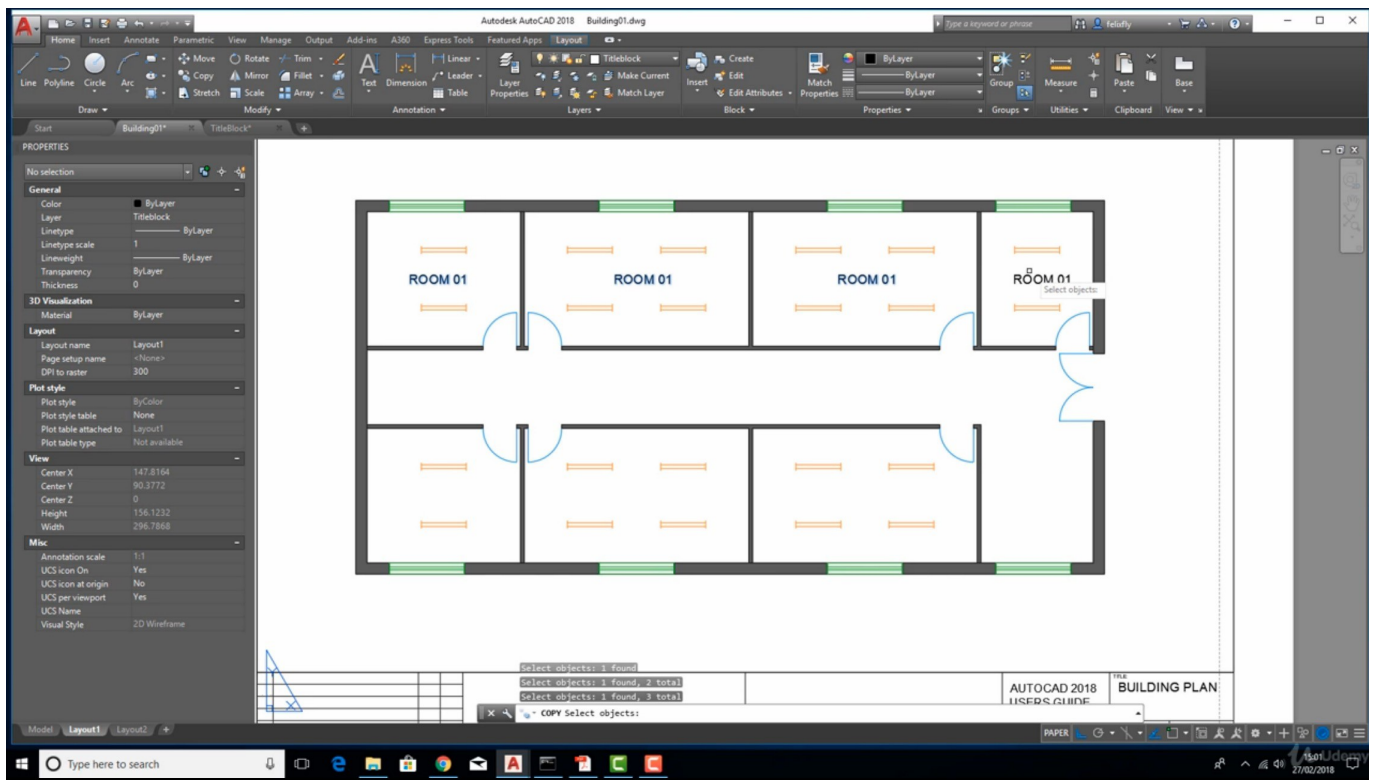 Autodesk AutoCAD 2018 Building01.dwg
Type a keyword or phrase
felofly
Home Insert Annotate Parametric View Manage Output Add-ins A360 Express Tools Featured Apps Layout
Line Polyline Circle Arc
Move Rotate Trim
Copy Mirror Fillet
Stretch Scale Array
Text Dimension
Linear
Leader
Table
Layer Properties
Titleblock
Make Current
Match Layer
Insert
Create
Edit
Edit Attributes
Match Properties
ByLayer
ByLayer
ByLayer
Group
Measure
Paste
Base
Draw Modify Annotation Layers Block Properties Groups Utilities Clipboard View
Start Building01* TitleBlock*
PROPERTIES
No selection
General
Color ByLayer
Layer Titleblock
Linetype ByLayer
Linetype scale 1
Lineweight ByLayer
Transparency ByLayer
Thickness 0
3D Visualization
Material ByLayer
Layout
Layout name Layout1
Page setup name <None>
DPI to raster 300
Plot style
Plot style ByColor
Plot style table None
Plot table attached to Layout1
Plot table type Not available
View
Center X 147.8164
Center Y 90.3772
Center Z 0
Height 156.1232
Width 296.7868
Misc
Annotation scale 1:1
UCS icon On Yes
UCS icon at origin No
UCS per viewport Yes
UCS Name
Visual Style 2D Wireframe
ROOM 01 ROOM 01 ROOM 01 ROOM 01
Select objects:
Y
X
Select objects: 1 found
Select objects: 1 found, 2 total
Select objects: 1 found, 3 total
COPY Select objects:
AUTOCAD 2018
USERS GUIDE
TITLE
BUILDING PLAN
Model Layout1 Layout2 +
PAPER
Type here to search
15:01
27/02/2018
Udemy